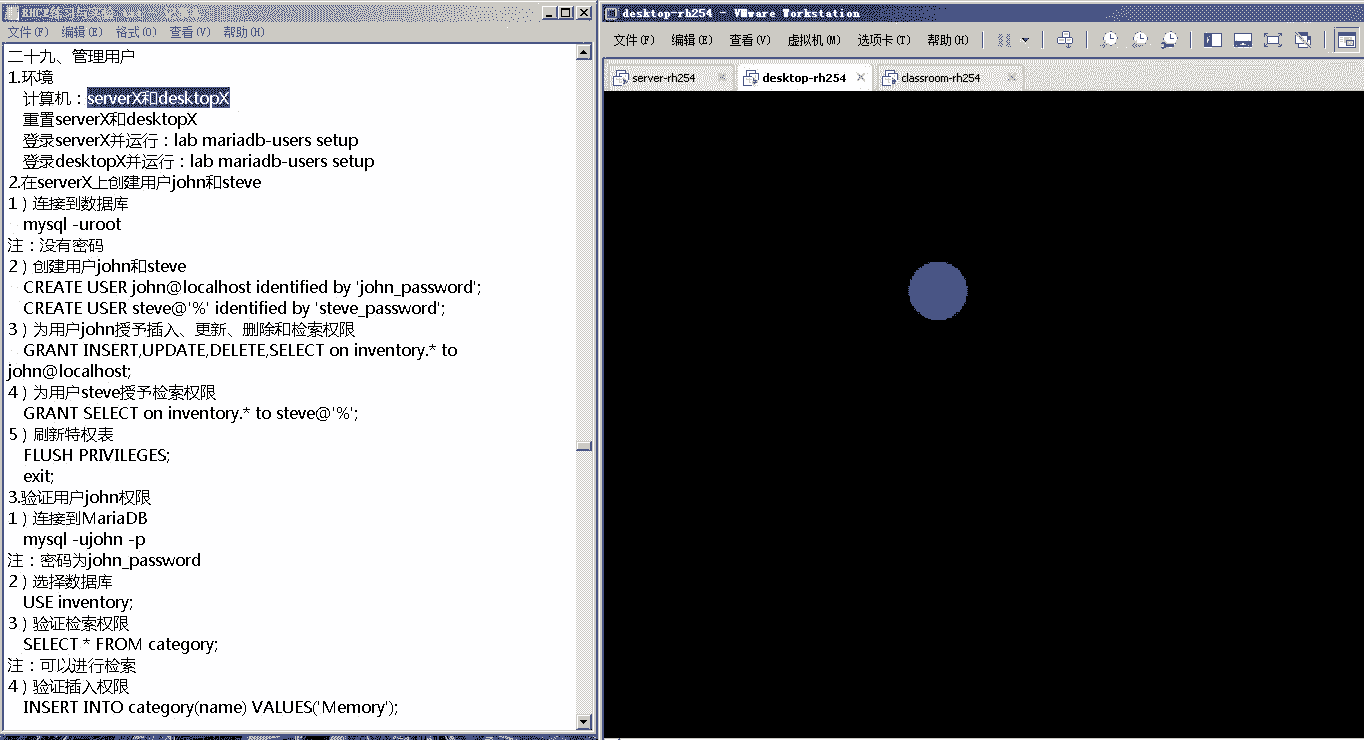 文件(F) 编辑(E) 格式(O) 查看(V) 帮助(H)
二十九、管理用户
1.环境
计算机：serverX和desktopX
重置serverX和desktopX
登录serverX并运行：lab mariadb-users setup
登录desktopX并运行：lab mariadb-users setup
2.在serverX上创建用户john和steve
1）连接到数据库
mysql -uroot
注：没有密码
2）创建用户john和steve
CREATE USER john@localhost identified by 'john_password';
CREATE USER steve@'%' identified by 'steve_password';
3）为用户john授予插入、更新、删除和检索权限
GRANT INSERT,UPDATE,DELETE,SELECT on inventory.* to
john@localhost;
4）为用户steve授予检索权限
GRANT SELECT on inventory.* to steve@'%';
5）刷新特权表
FLUSH PRIVILEGES;
exit;
3.验证用户john权限
1）连接到MariaDB
mysql -ujohn -p
注：密码为john_password
2）选择数据库
USE inventory;
3）验证检索权限
SELECT * FROM category;
注：可以进行检索
4）验证插入权限
INSERT INTO category(name) VALUES('Memory');
desktop-rh254 - VMware Workstation
文件(F) 编辑(E) 查看(V) 虚拟机(M) 选项卡(T) 帮助(H)
server-rh254 desktop-rh254 classroom-rh254